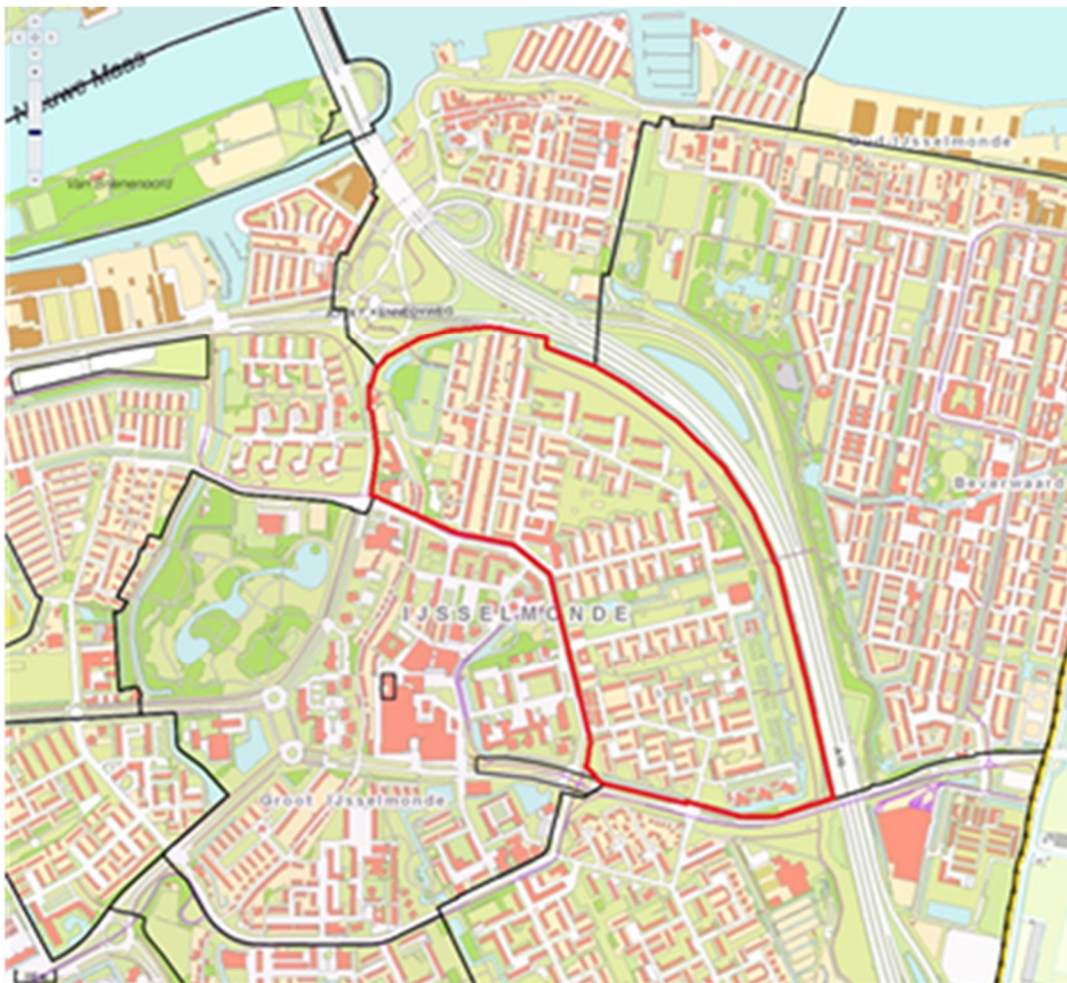 Nieuwe Maas
Oud IJsselmonde
Van Brienenoord
Beverwaard
IJSSELMONDE
Groot IJsselmonde